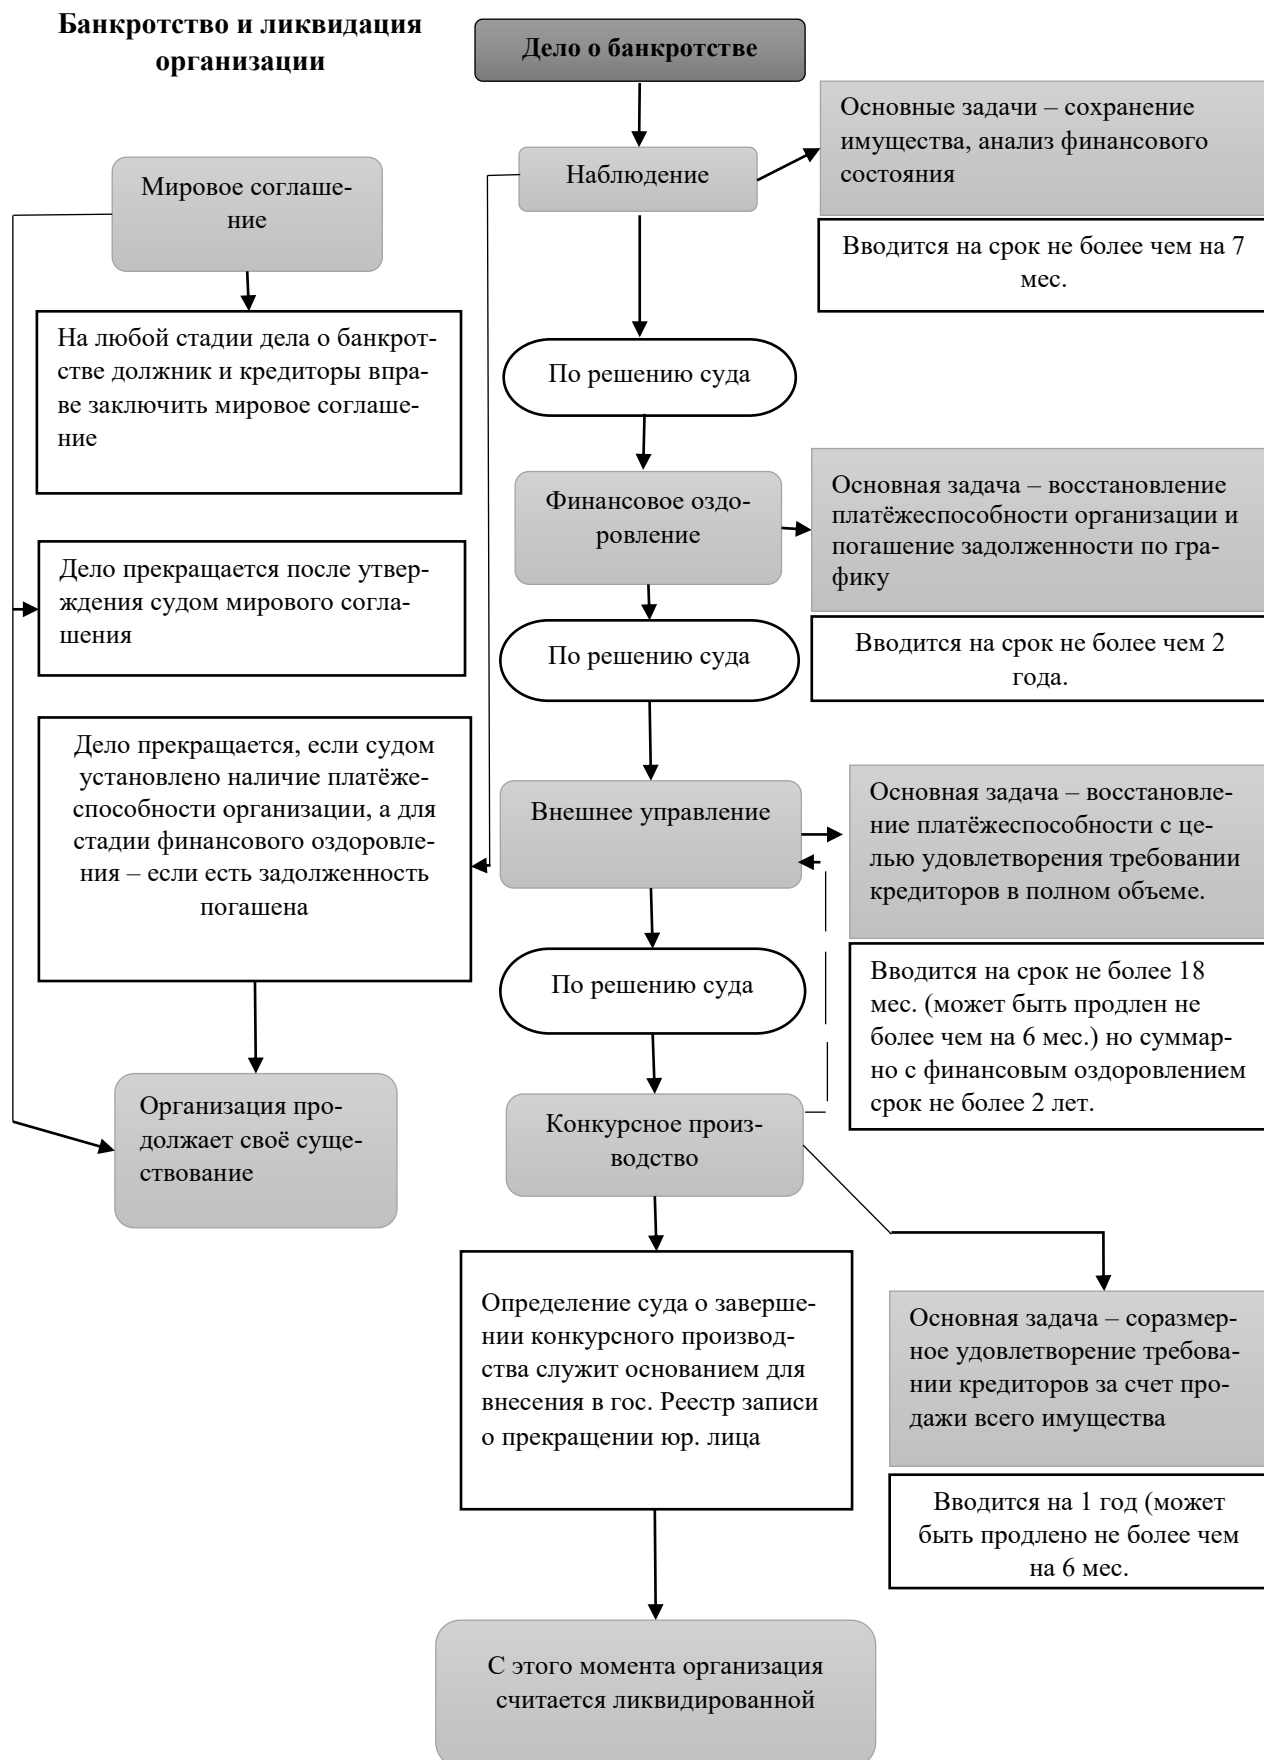 Банкротство и ликвидация
организации
Дело о банкротстве
Основные задачи – сохранение
имущества, анализ финансового
состояния
Наблюдение
Мировое соглаше-
ние
Вводится на срок не более чем на 7
мес.
На любой стадии дела о банкрот-
стве должник и кредиторы впра-
ве заключить мировое соглаше-
ние
По решению суда
Финансовое оздо-
ровление
Основная задача – восстановление
платёжеспособности организации и
погашение задолженности по гра-
фику
Дело прекращается после утвер-
ждения судом мирового согла-
шения
По решению суда
Вводится на срок не более чем 2
года.
Дело прекращается, если судом
установлено наличие платёже-
способности организации, а для
стадии финансового оздоровле-
ния – если есть задолженность
погашена
Внешнее управление
Основная задача – восстановле-
ние платёжеспособности с це-
лью удовлетворения требовании
кредиторов в полном объеме.
По решению суда
Вводится на срок не более 18
мес. (может быть продлен не
более чем на 6 мес.) но суммар-
но с финансовым оздоровлением
срок не более 2 лет.
Организация про-
должает своё суще-
ствование
Конкурсное произ-
водство
Определение суда о заверше-
нии конкурсного производ-
ства служит основанием для
внесения в гос. Реестр записи
о прекращении юр. лица
Основная задача – соразмер-
ное удовлетворение требова-
нии кредиторов за счет про-
дажи всего имущества
Вводится на 1 год (может
быть продлено не более чем
на 6 мес.
С этого момента организация
считается ликвидированной